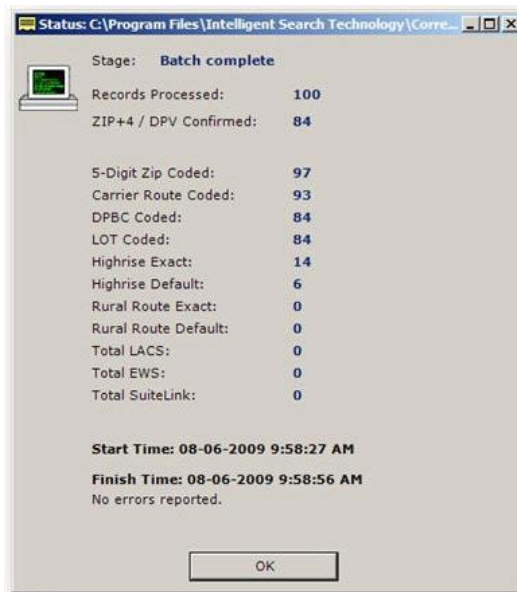 Status: C:\Program Files\Intelligent Search Technology\Corre...
Stage: Batch complete
Records Processed: 100
ZIP+4 / DPV Confirmed: 84
5-Digit Zip Coded: 97
Carrier Route Coded: 93
DPBC Coded: 84
LOT Coded: 84
Highrise Exact: 14
Highrise Default: 6
Rural Route Exact: 0
Rural Route Default: 0
Total LACS: 0
Total EWS: 0
Total SuiteLink: 0
Start Time: 08-06-2009 9:58:27 AM
Finish Time: 08-06-2009 9:58:56 AM
No errors reported.
OK